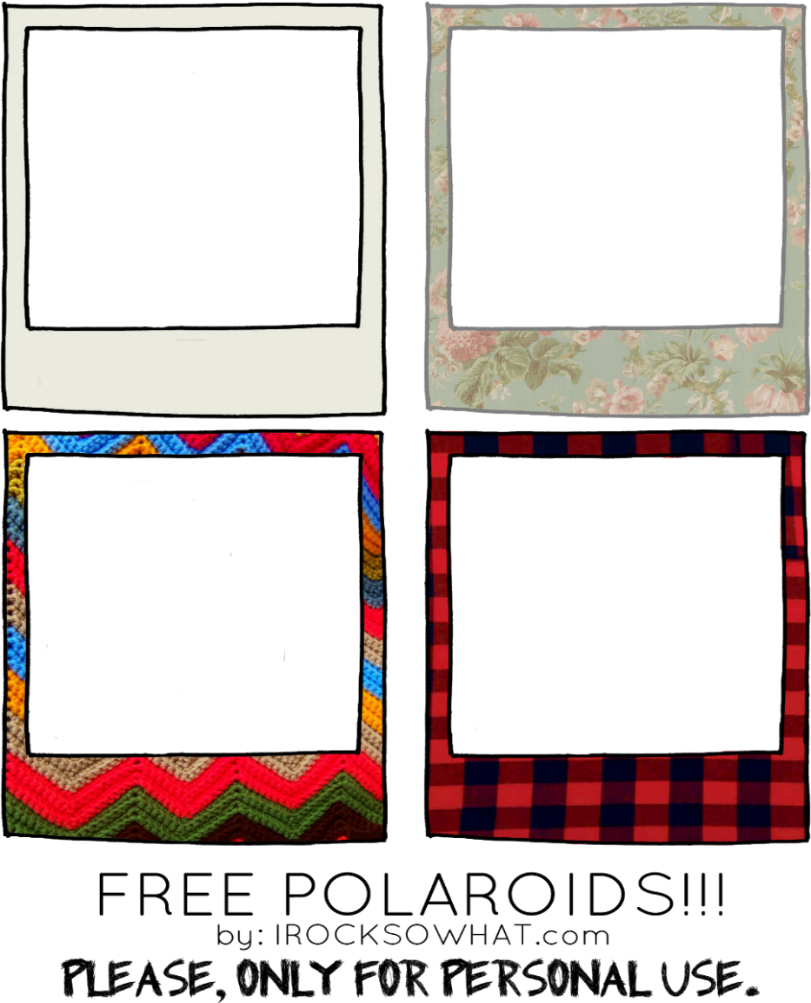 FREE POLAROIDS!!!
by: IROCKSOWHAT.com
PLEASE, ONLY FOR PERSONAL USE.